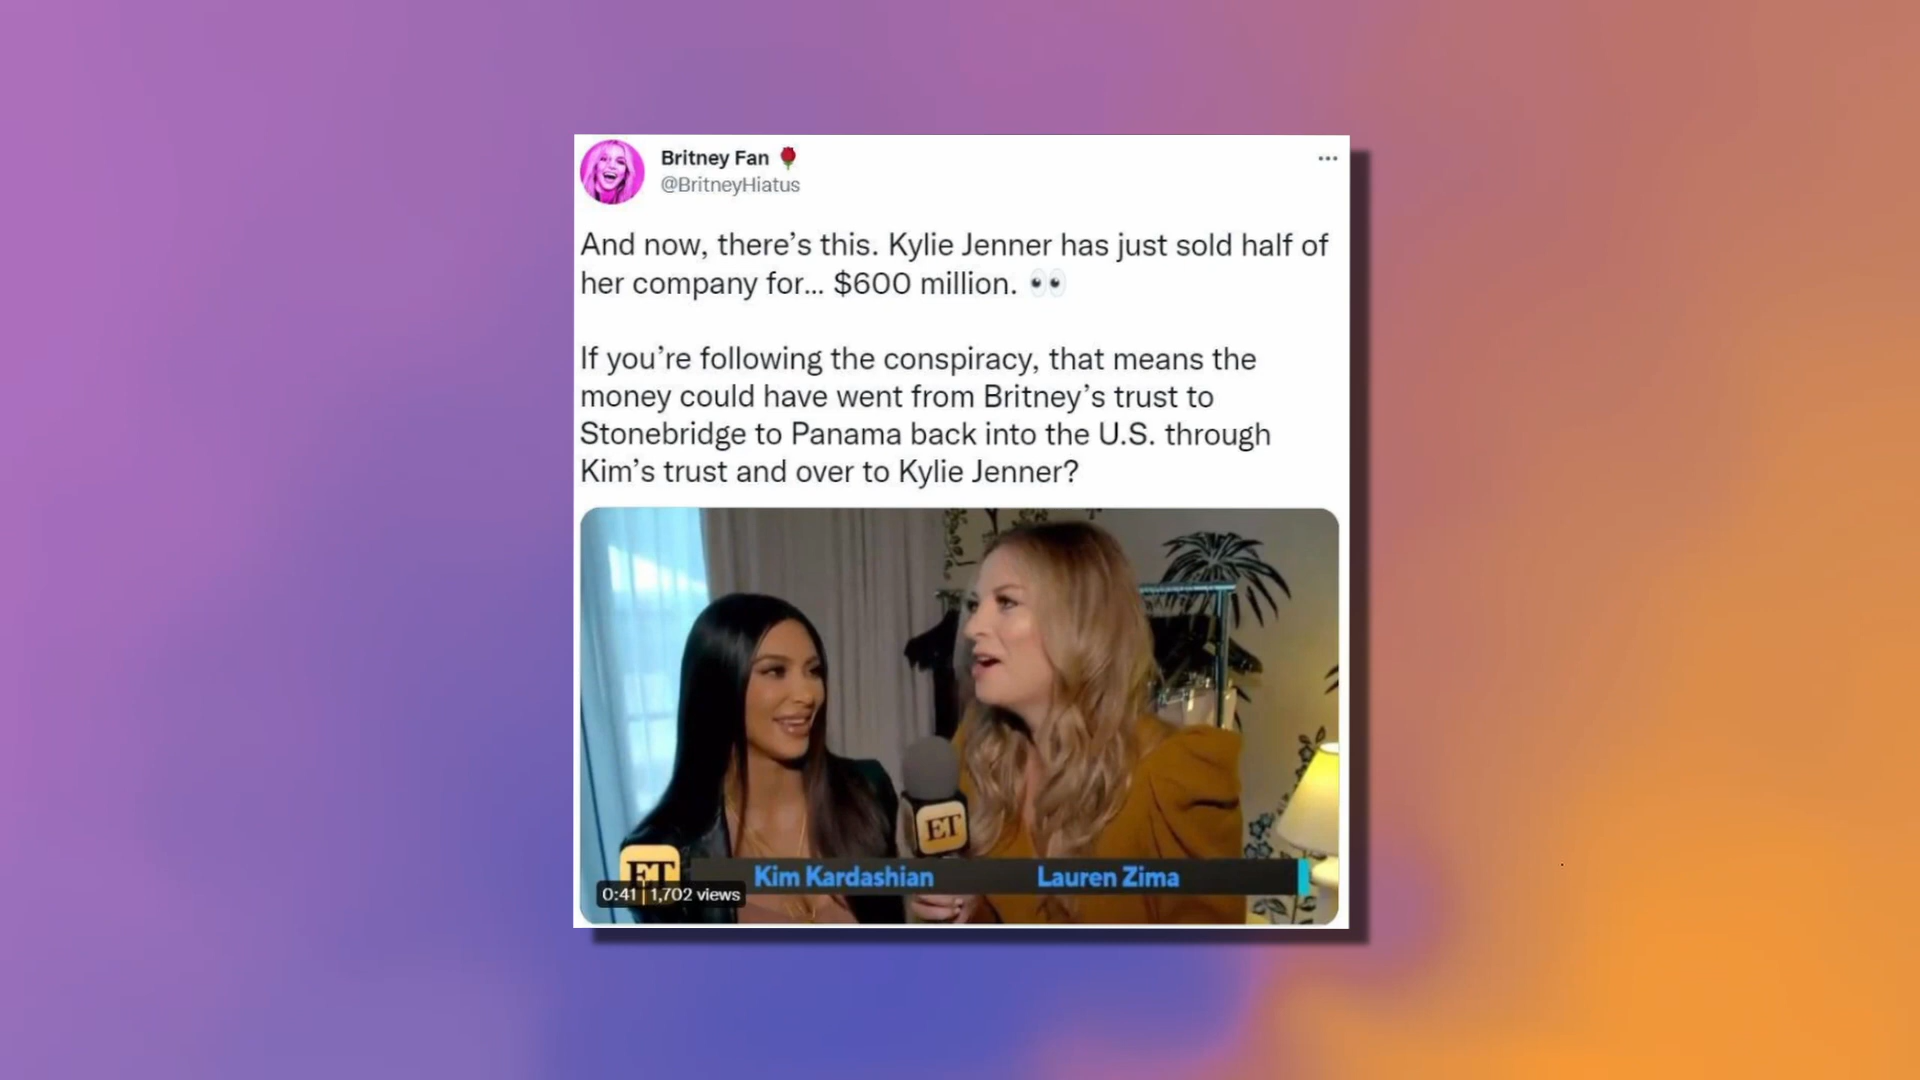 Britney Fan 🌹
@BritneyHiatus
And now, there’s this. Kylie Jenner has just sold half of
her company for... $600 million. 👀
If you’re following the conspiracy, that means the
money could have went from Britney’s trust to
Stonebridge to Panama back into the U.S. through
Kim’s trust and over to Kylie Jenner?
ET
ET
Kim Kardashian
Lauren Zima
0:41 | 1,702 views